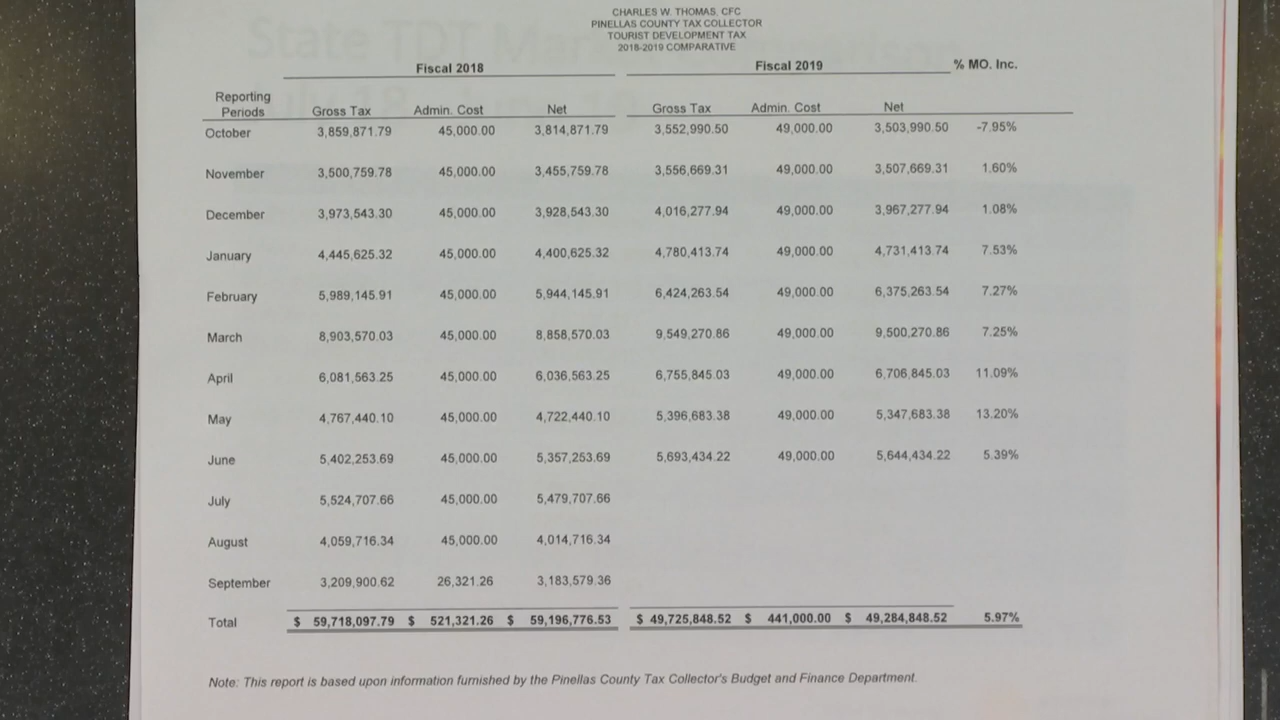 CHARLES W. THOMAS, CFC
PINELLAS COUNTY TAX COLLECTOR
TOURIST DEVELOPMENT TAX
2018-2019 COMPARATIVE
Fiscal 2018 Fiscal 2019 % MO. Inc.
Reporting
Periods Gross Tax Admin. Cost Net Gross Tax Admin. Cost Net
October 3,859,871.79 45,000.00 3,814,871.79 3,552,990.50 49,000.00 3,503,990.50 -7.95%
November 3,500,759.78 45,000.00 3,455,759.78 3,556,669.31 49,000.00 3,507,669.31 1.60%
December 3,973,543.30 45,000.00 3,928,543.30 4,016,277.94 49,000.00 3,967,277.94 1.08%
January 4,445,625.32 45,000.00 4,400,625.32 4,780,413.74 49,000.00 4,731,413.74 7.53%
February 5,989,145.91 45,000.00 5,944,145.91 6,424,263.54 49,000.00 6,375,263.54 7.27%
March 8,903,570.03 45,000.00 8,858,570.03 9,549,270.86 49,000.00 9,500,270.86 7.25%
April 6,081,563.25 45,000.00 6,036,563.25 6,755,845.03 49,000.00 6,706,845.03 11.09%
May 4,767,440.10 45,000.00 4,722,440.10 5,396,683.38 49,000.00 5,347,683.38 13.20%
June 5,402,253.69 45,000.00 5,357,253.69 5,693,434.22 49,000.00 5,644,434.22 5.39%
July 5,524,707.66 45,000.00 5,479,707.66
August 4,059,716.34 45,000.00 4,014,716.34
September 3,209,900.62 26,321.26 3,183,579.36
Total $ 59,718,097.79 $ 521,321.26 $ 59,196,776.53 $ 49,725,848.52 $ 441,000.00 $ 49,284,848.52 5.97%
Note: This report is based upon information furnished by the Pinellas County Tax Collector's Budget and Finance Department.